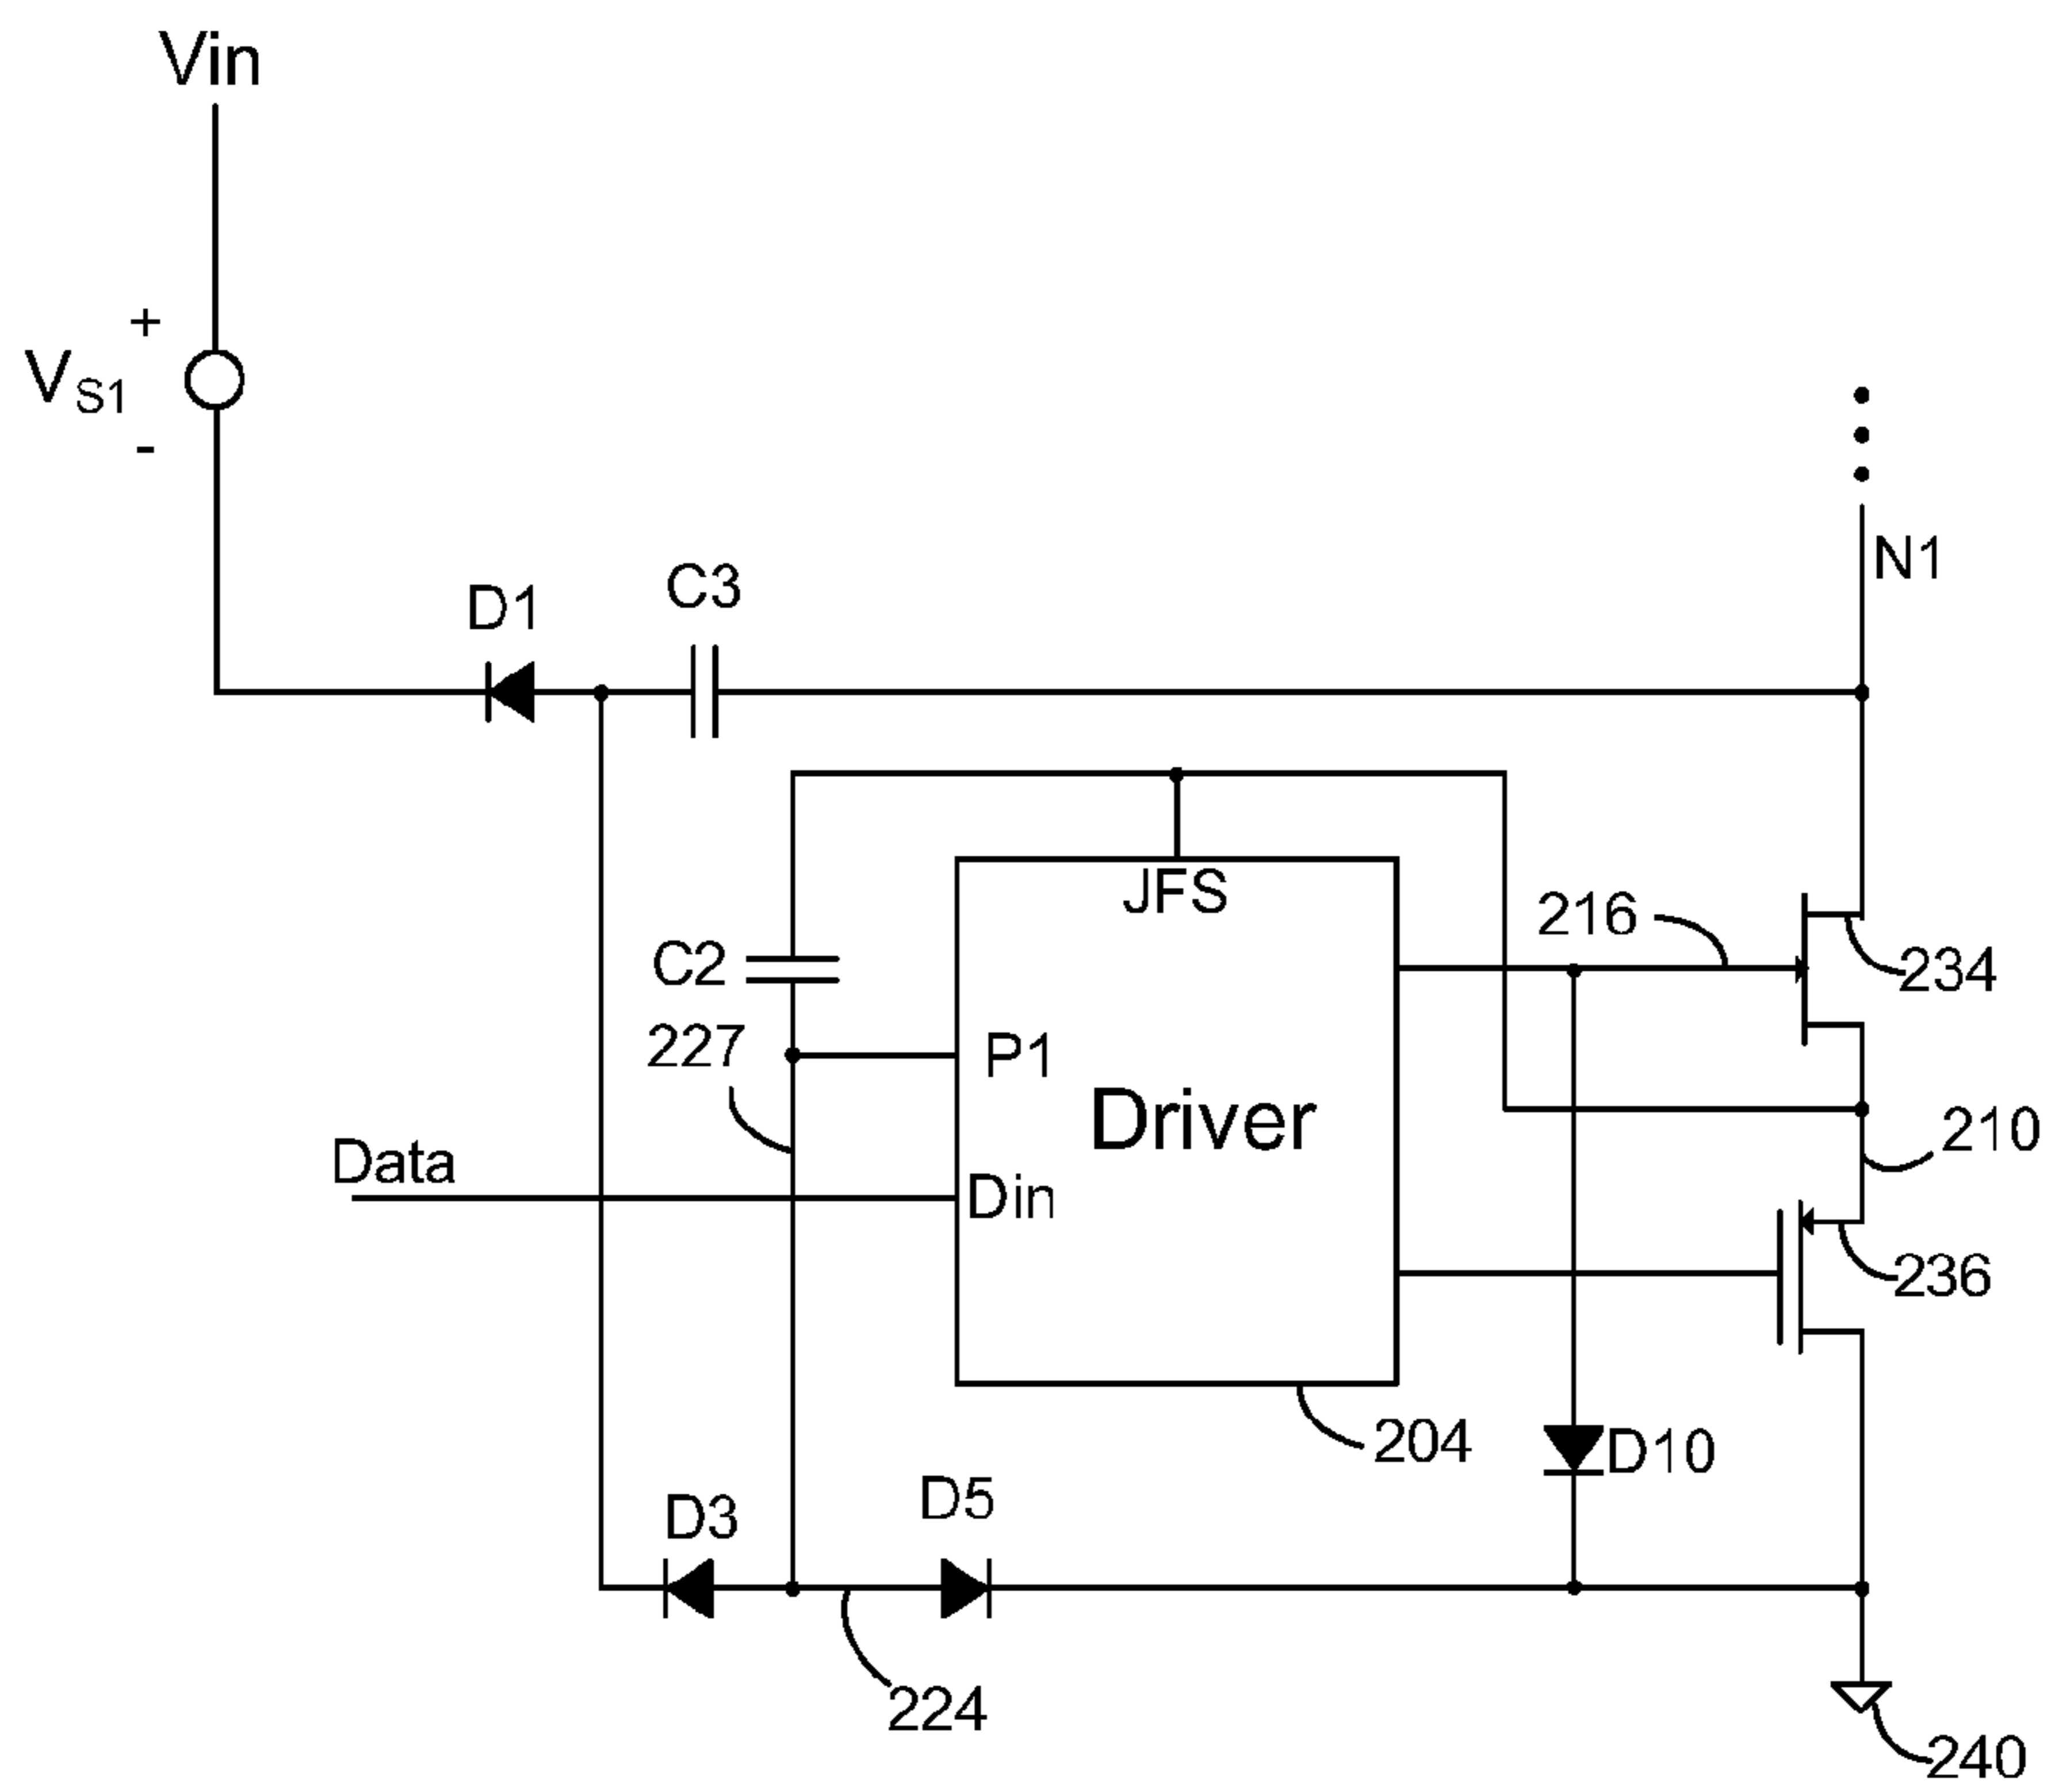 Vin
+
VS1
-
N1
D1
C3
JFS
216
234
C2
227
P1
Driver
210
Data
Din
236
204
D10
D3
D5
224
240